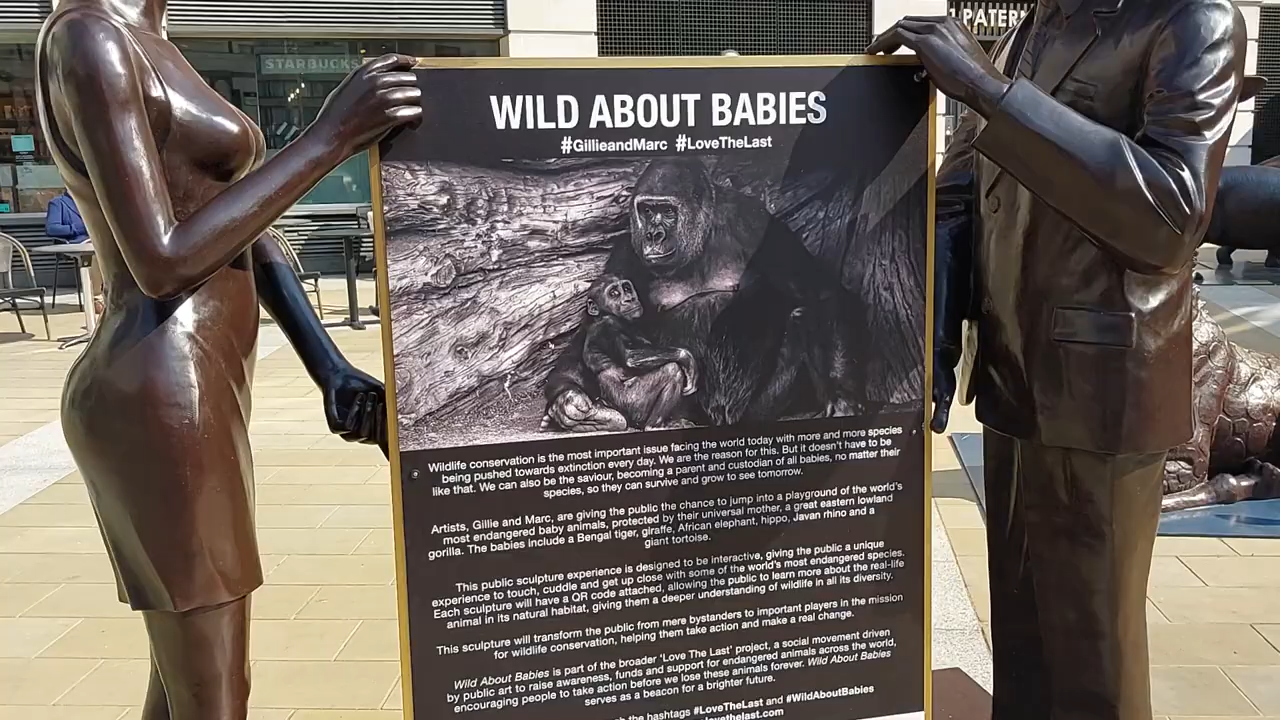 STARBUCKS
PATER
WILD ABOUT BABIES
#GillieandMarc #LoveTheLast
Wildlife conservation is the most important issue facing the world today with more and more species
being pushed towards extinction every day. We are the reason for this. But it doesn't have to be
like that. We can also be the saviour, becoming a parent and custodian of all babies, no matter their
species, so they can survive and grow to see tomorrow.
Artists, Gillie and Marc, are giving the public the chance to jump into a playground of the world's
most endangered baby animals, protected by their universal mother, a great eastern lowland
gorilla. The babies include a Bengal tiger, giraffe, African elephant, hippo, Javan rhino and a
giant tortoise.
This public sculpture experience is designed to be interactive, giving the public a unique
experience to touch, cuddle and get up close with some of the world's most endangered species.
Each sculpture will have a QR code attached, allowing the public to learn more about the real-life
animal in its natural habitat, giving them a deeper understanding of wildlife in all its diversity.
This sculpture will transform the public from mere bystanders to important players in the mission
for wildlife conservation, helping them take action and make a real change.
Wild About Babies is part of the broader 'Love The Last' project, a social movement driven
by public art to raise awareness, funds and support for endangered animals across the world,
encouraging people to take action before we lose these animals forever. Wild About Babies
serves as a beacon for a brighter future.
the hashtags #LoveTheLast and #WildAboutBabies
lovethelast.com